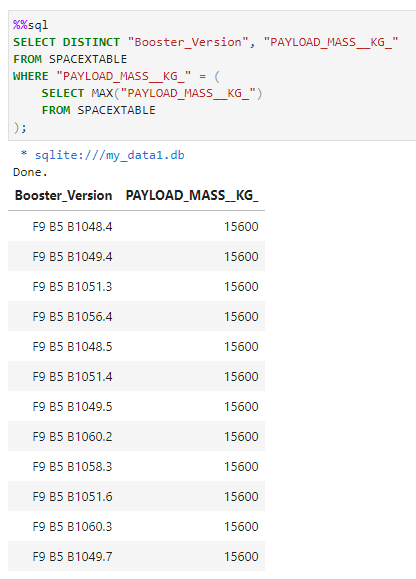 %%sql
SELECT DISTINCT "Booster_Version", "PAYLOAD_MASS__KG_"
FROM SPACEXTABLE
WHERE "PAYLOAD_MASS__KG_" = (
    SELECT MAX("PAYLOAD_MASS__KG_")
    FROM SPACEXTABLE
);
* sqlite:///my_data1.db
Done.
Booster_Version PAYLOAD_MASS__KG_
F9 B5 B1048.4 15600
F9 B5 B1049.4 15600
F9 B5 B1051.3 15600
F9 B5 B1056.4 15600
F9 B5 B1048.5 15600
F9 B5 B1051.4 15600
F9 B5 B1049.5 15600
F9 B5 B1060.2 15600
F9 B5 B1058.3 15600
F9 B5 B1051.6 15600
F9 B5 B1060.3 15600
F9 B5 B1049.7 15600